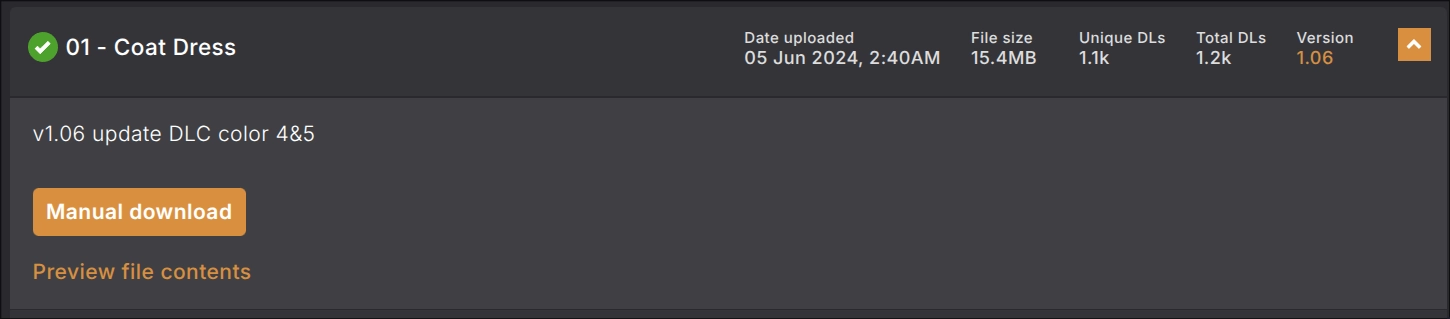 01 - Coat Dress
Date uploaded
05 Jun 2024, 2:40AM
File size
15.4MB
Unique DLs
1.1k
Total DLs
1.2k
Version
1.06
v1.06 update DLC color 4&5
Manual download
Preview file contents